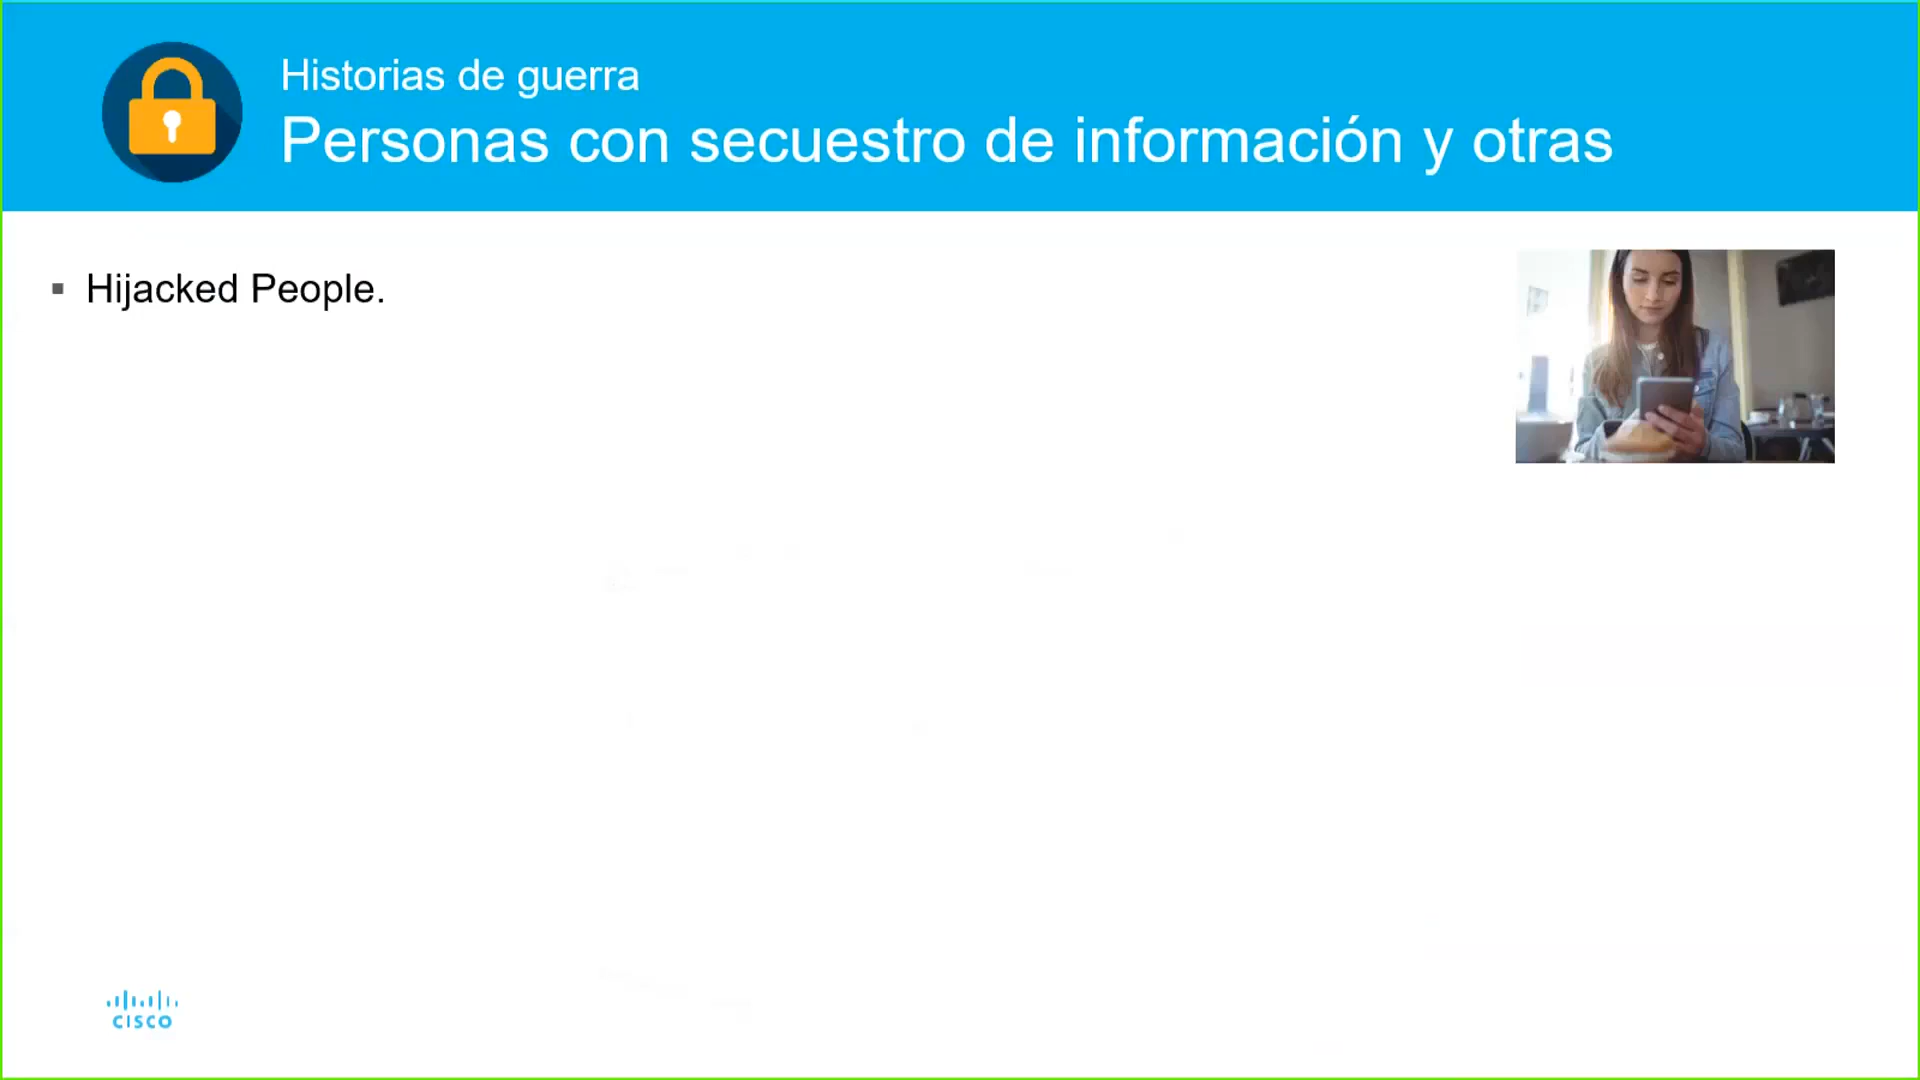 Historias de guerra
Personas con secuestro de información y otras
▪ Hijacked People.
CISCO